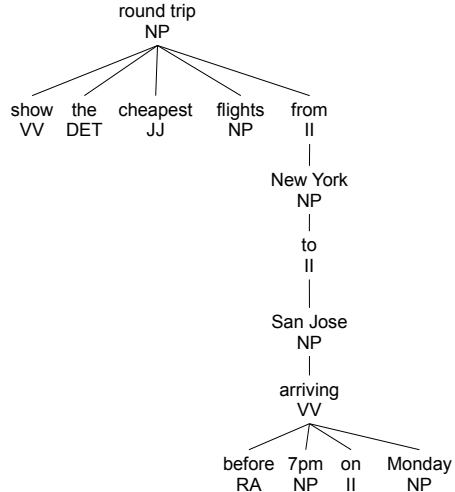 round trip
NP
show the cheapest flights from
VV DET JJ NP II
New York
NP
to
II
San Jose
NP
arriving
VV
before 7pm on Monday
RA NP II NP